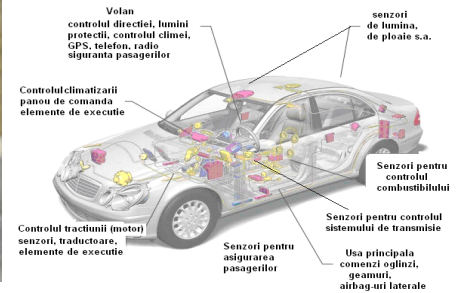 Volan
controlul directiei, lumini
protectii, controlul climei,
GPS, telefon, radio
siguranta pasagerilor
senzori
de lumina,
de ploaie s.a.
Controlulclimatizarii
panou de comanda
elemente de executie
Senzori pentru
controlul
combustibilului
Senzori pentru controlul
sistemului de transmisie
Controlul tractiunii (motor)
senzori, traductoare,
elemente de executie
Senzori pentru
asigurarea
pasagerilor
Usa principala
comenzi oglinzi,
geamuri,
airbag-uri laterale